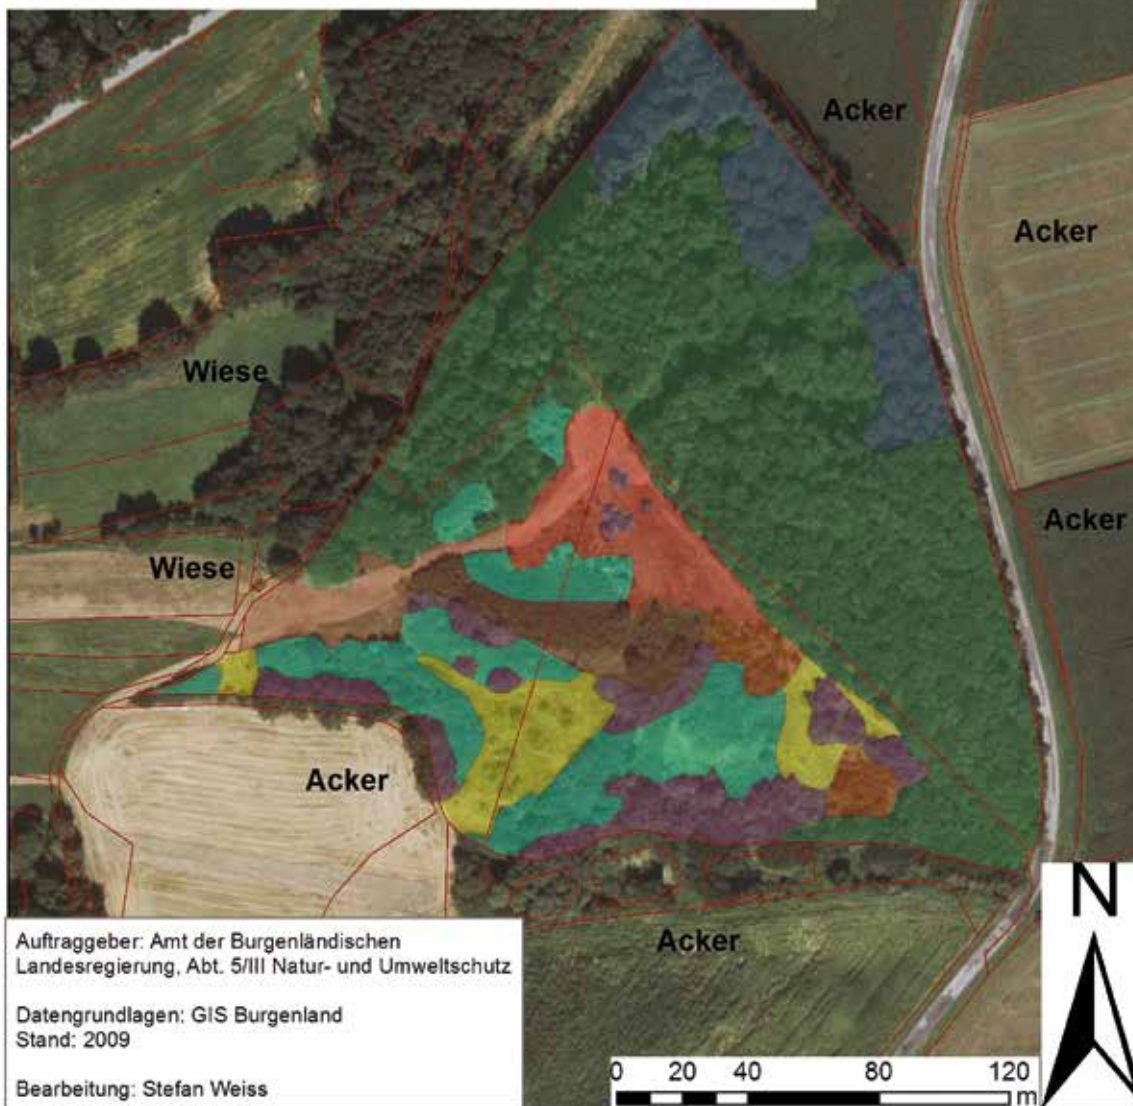 Acker
Acker
Wiese
Acker
Wiese
Acker
Acker
Auftraggeber: Amt der Burgenländischen
Landesregierung, Abt. 5/III Natur- und Umweltschutz
Datengrundlagen: GIS Burgenland
Stand: 2009
Bearbeitung: Stefan Weiss
N
0 20 40 80 120
m